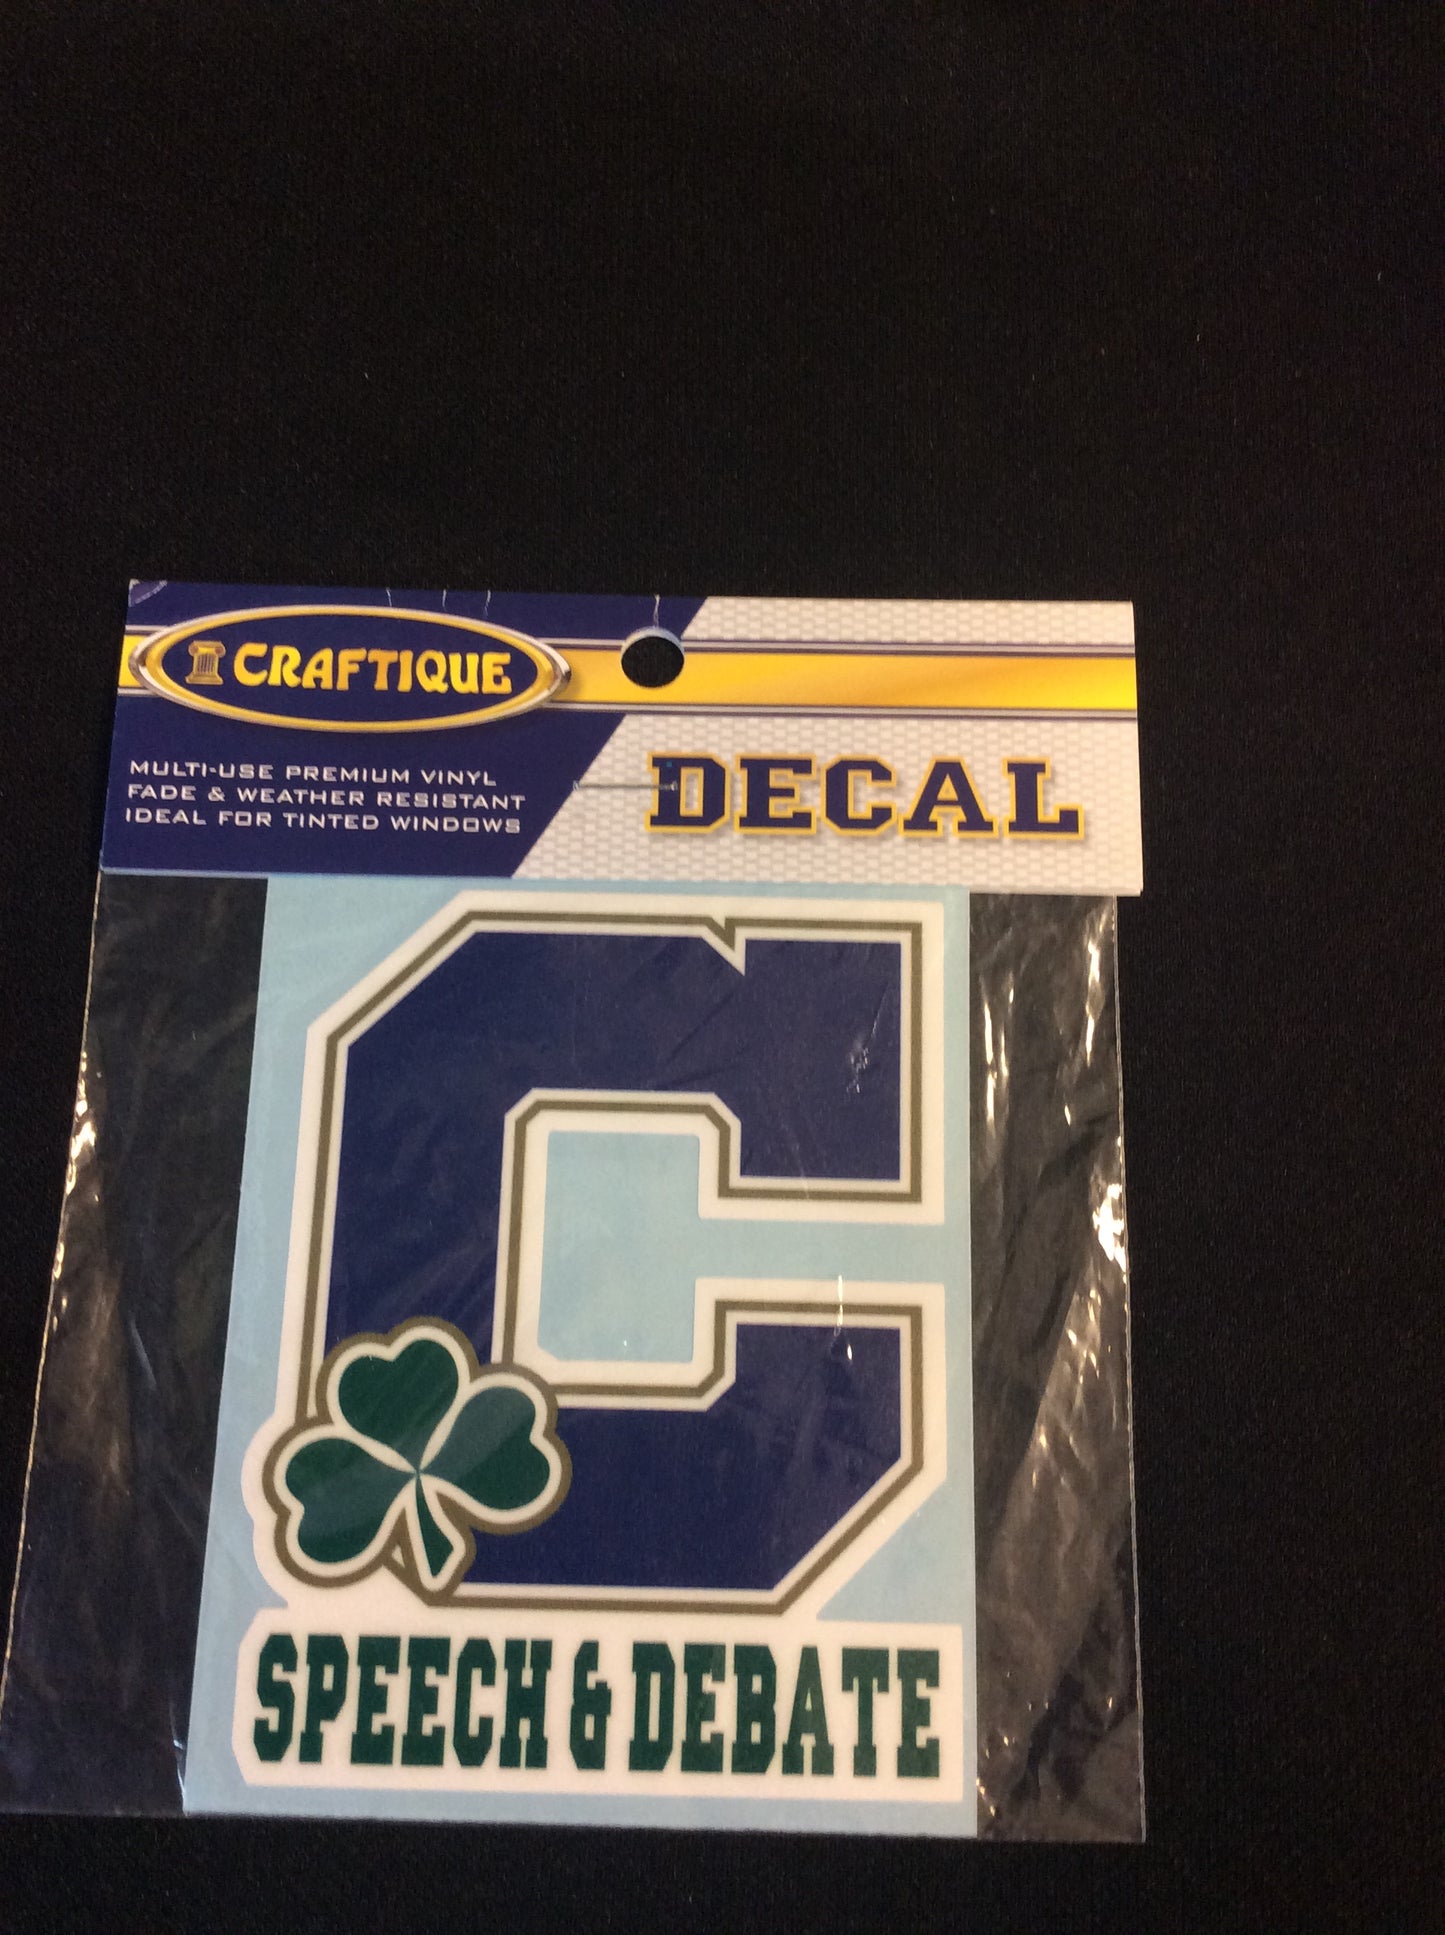 CRAFTIQUE
MULTI-USE PREMIUM VINYL
FADE & WEATHER RESISTANT
IDEAL FOR TINTED WINDOWS
DECAL
C
SPEECH & DEBATE